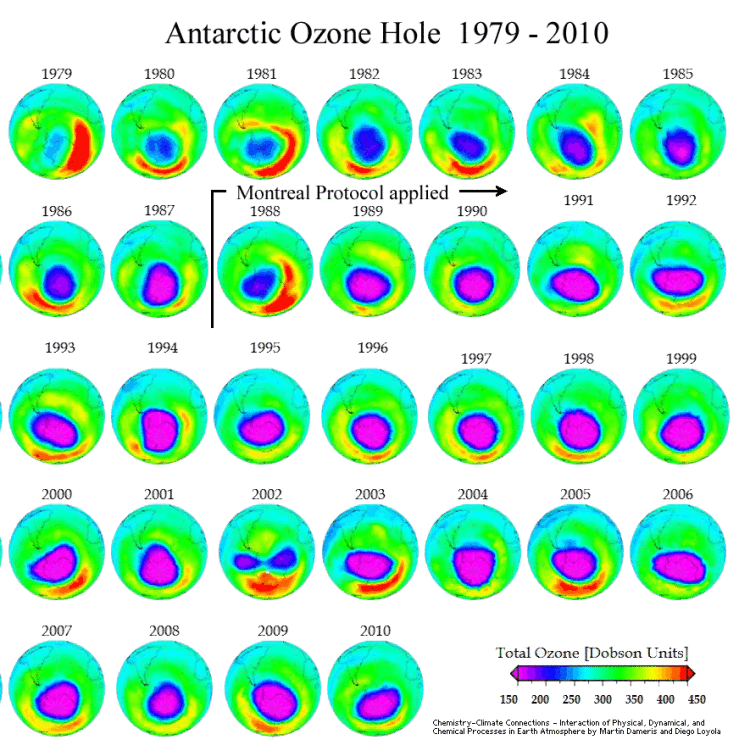 Antarctic Ozone Hole 1979 - 2010
1979 1980 1981 1982 1983 1984 1985
Montreal Protocol applied
1986 1987 1988 1989 1990 1991 1992
1993 1994 1995 1996 1997 1998 1999
2000 2001 2002 2003 2004 2005 2006
2007 2008 2009 2010
Total Ozone [Dobson Units]
150 200 250 300 350 400 450
Chemistry-Climate Connections - Interaction of Physical, Dynamical, and
Chemical Processes in Earth Atmosphere by Martin Dameris and Diego Loyola